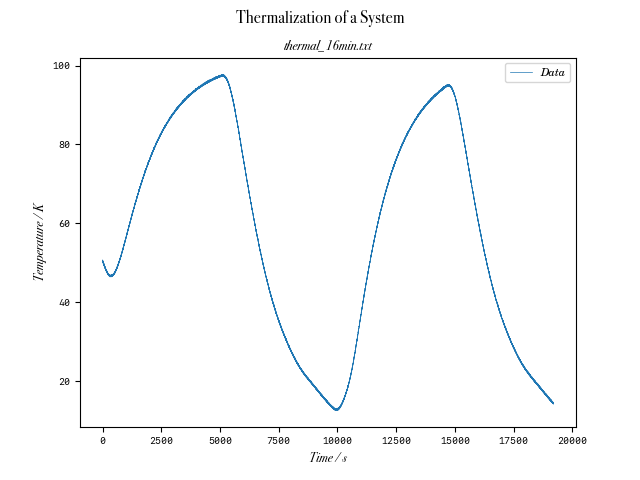 Thermalization of a System
thermal_16min.txt
Data
100
80
60
40
20
Temperature / K
0 2500 5000 7500 10000 12500 15000 17500 20000
Time / s